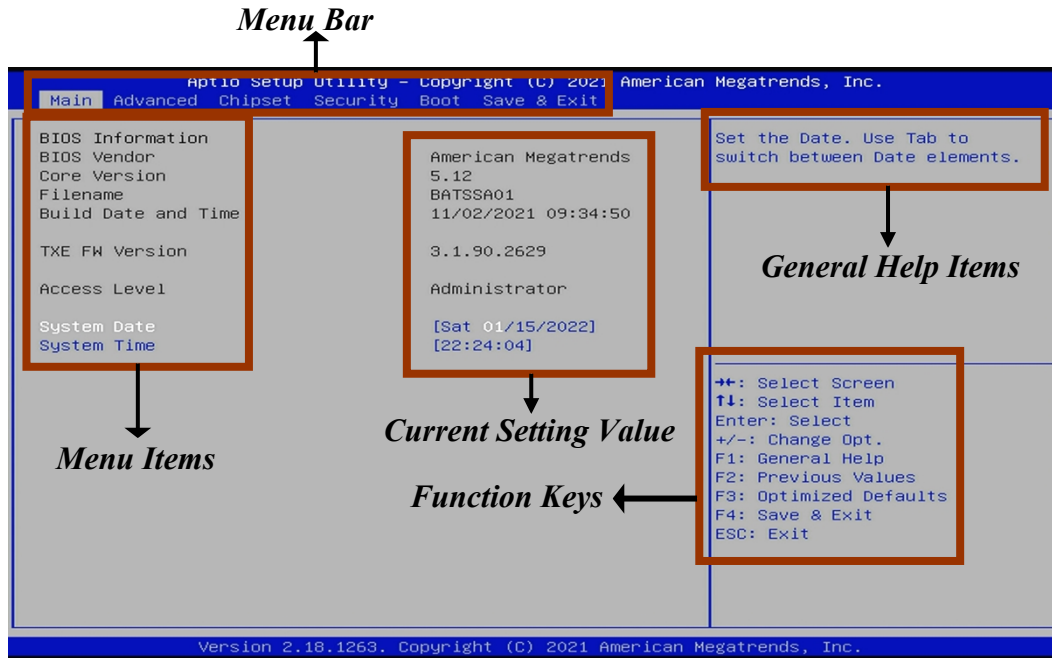 Menu Bar
Aptio Setup Utility – Copyright (C) 2021 American Megatrends, Inc.
Main Advanced Chipset Security Boot Save & Exit
BIOS Information
BIOS Vendor American Megatrends
Core Version 5.12
Filename BATSSA01
Build Date and Time 11/02/2021 09:34:50
TXE FW Version 3.1.90.2629
Access Level Administrator
System Date [Sat 01/15/2022]
System Time [22:24:04]
Set the Date. Use Tab to
switch between Date elements.
General Help Items
Menu Items
Current Setting Value
Function Keys
→←: Select Screen
↑↓: Select Item
Enter: Select
+/-: Change Opt.
F1: General Help
F2: Previous Values
F3: Optimized Defaults
F4: Save & Exit
ESC: Exit
Version 2.18.1263. Copyright (C) 2021 American Megatrends, Inc.